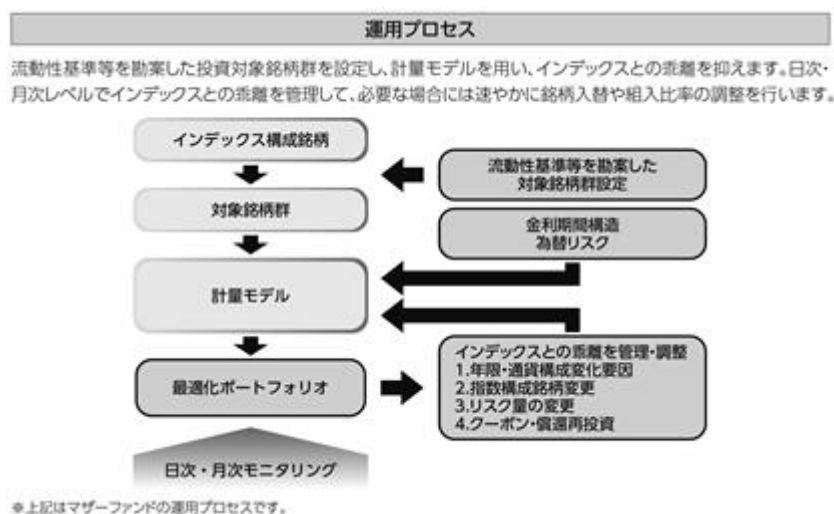 運用プロセス
流動性基準等を勘案した投資対象銘柄群を設定し、計量モデルを用い、インデックスとの乖離を抑えます。日次・
月次レベルでインデックスとの乖離を管理して、必要な場合には速やかに銘柄入替や組入比率の調整を行います。
インデックス構成銘柄
流動性基準等を勘案した
対象銘柄群設定
対象銘柄群
金利期間構造
為替リスク
計量モデル
最適化ポートフォリオ
インデックスとの乖離を管理・調整
1.年限・通貨構成変化要因
2.指数構成銘柄変更
3.リスク量の変更
4.クーポン・償還再投資
日次・月次モニタリング
※上記はマザーファンドの運用プロセスです。